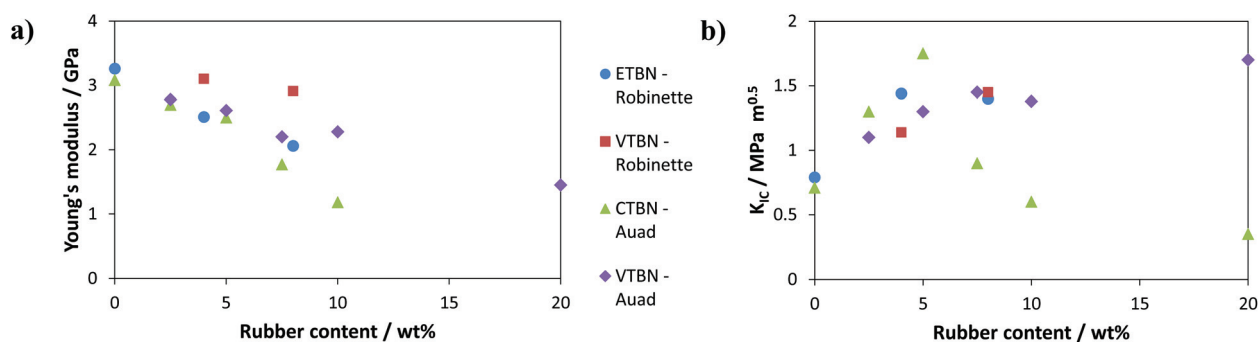 a)
Young's modulus / GPa
4
3
2
1
0
0 5 10 15 20
Rubber content / wt%
ETBN -
Robinette
VTBN -
Robinette
CTBN -
Auad
VTBN -
Auad
b)
K_IC / MPa m^0.5
2
1.5
1
0.5
0
0 5 10 15 20
Rubber content / wt%